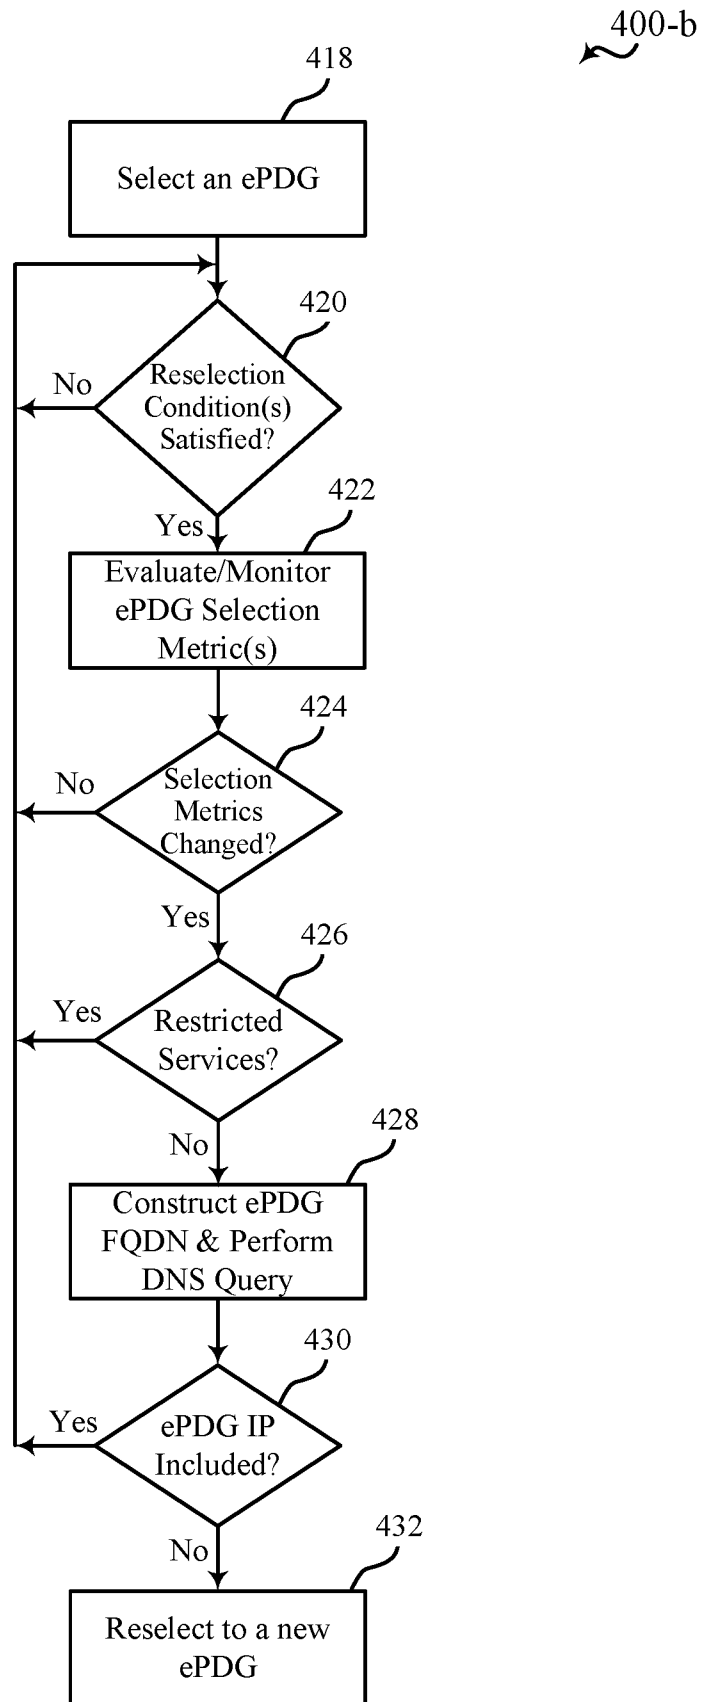 400-b
418
Select an ePDG
420
Reselection
Condition(s)
Satisfied?
No
Yes
422
Evaluate/Monitor
ePDG Selection
Metric(s)
424
Selection
Metrics
Changed?
No
Yes
426
Restricted
Services?
Yes
No
428
Construct ePDG
FQDN & Perform
DNS Query
430
ePDG IP
Included?
Yes
No
432
Reselect to a new
ePDG